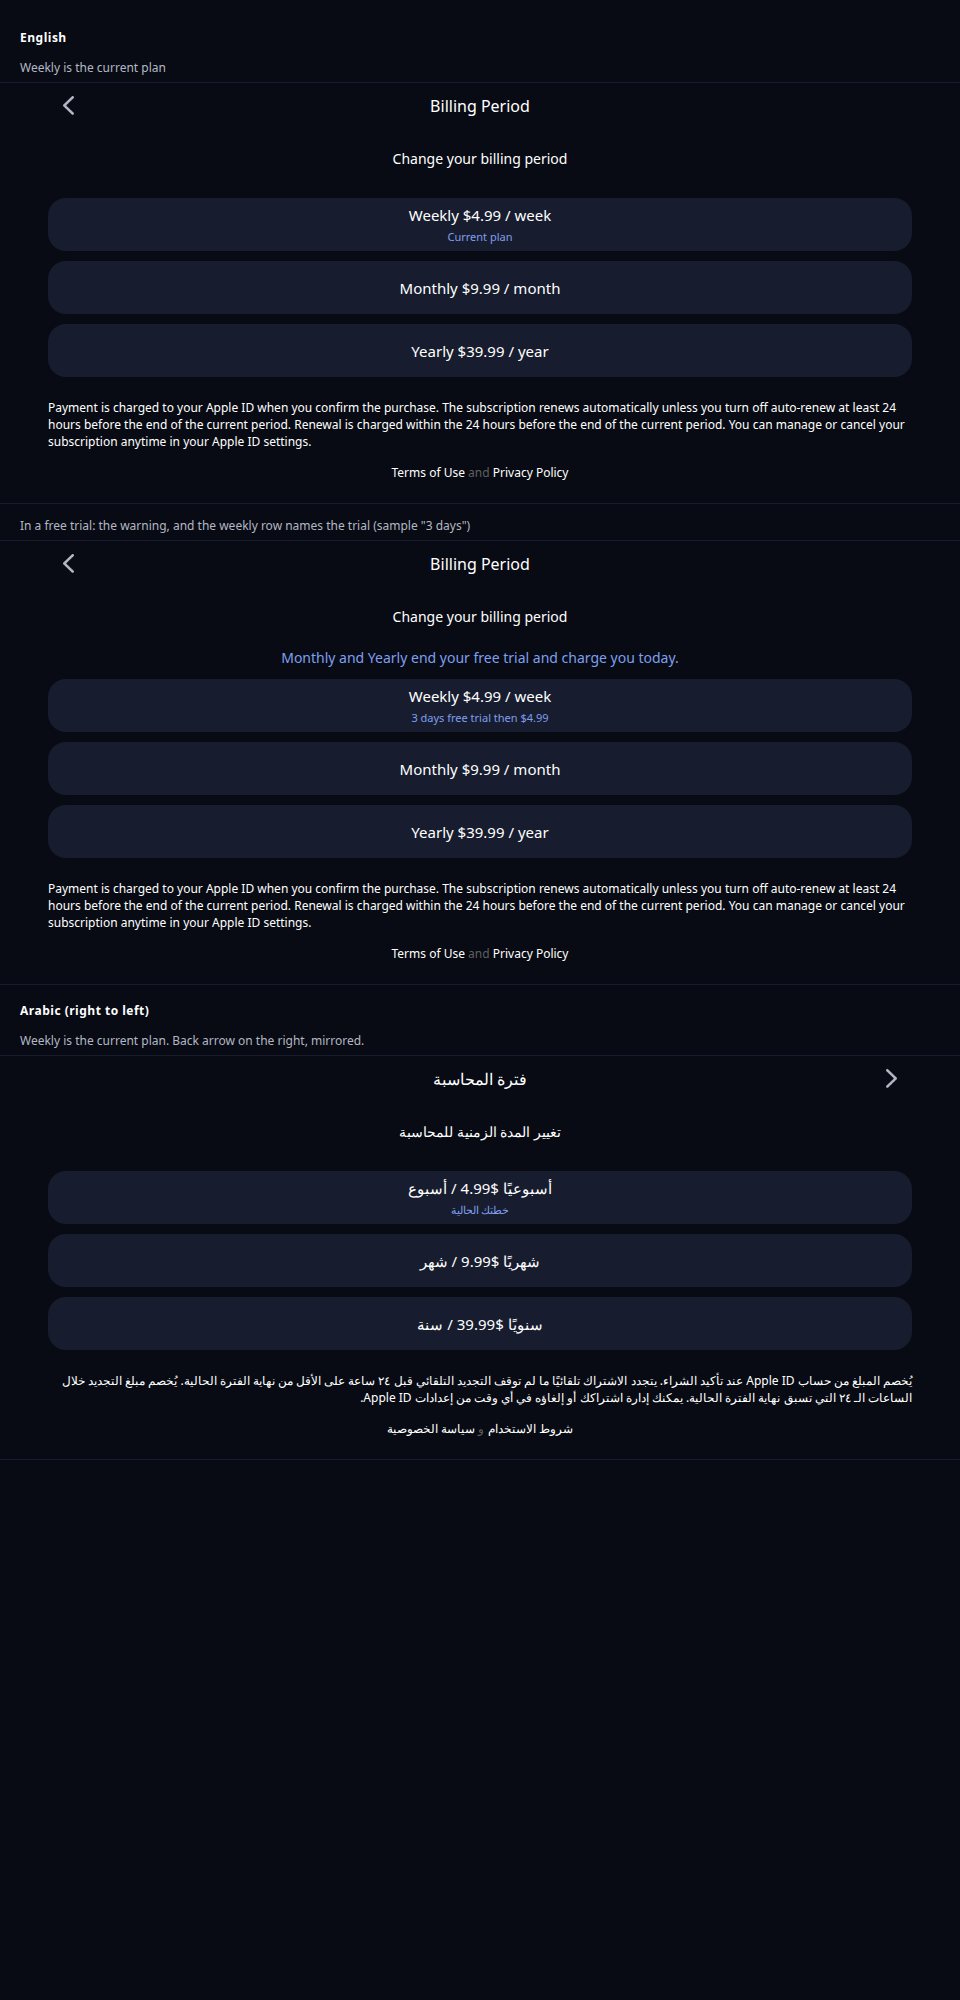 English
Weekly is the current plan
Billing Period
Change your billing period
Weekly $4.99 / week
Current plan
Monthly $9.99 / month
Yearly $39.99 / year
Payment is charged to your Apple ID when you confirm the purchase. The subscription renews automatically unless you turn off auto-renew at least 24
hours before the end of the current period. Renewal is charged within the 24 hours before the end of the current period. You can manage or cancel your
subscription anytime in your Apple ID settings.
Terms of Use and Privacy Policy
In a free trial: the warning, and the weekly row names the trial (sample "3 days")
Billing Period
Change your billing period
Monthly and Yearly end your free trial and charge you today.
Weekly $4.99 / week
3 days free trial then $4.99
Monthly $9.99 / month
Yearly $39.99 / year
Payment is charged to your Apple ID when you confirm the purchase. The subscription renews automatically unless you turn off auto-renew at least 24
hours before the end of the current period. Renewal is charged within the 24 hours before the end of the current period. You can manage or cancel your
subscription anytime in your Apple ID settings.
Terms of Use and Privacy Policy
Arabic (right to left)
Weekly is the current plan. Back arrow on the right, mirrored.
فترة المحاسبة
تغيير المدة الزمنية للمحاسبة
أسبوعيًا $4.99 / أسبوع
خطتك الحالية
شهريًا $9.99 / شهر
سنويًا $39.99 / سنة
يُخصم المبلغ من حساب Apple ID عند تأكيد الشراء. يتجدد الاشتراك تلقائيًا ما لم توقف التجديد التلقائي قبل ٢٤ ساعة على الأقل من نهاية الفترة الحالية. يُخصم مبلغ التجديد خلال
الساعات الـ ٢٤ التي تسبق نهاية الفترة الحالية. يمكنك إدارة اشتراكك أو إلغاؤه في أي وقت من إعدادات Apple ID.
شروط الاستخدام و سياسة الخصوصية